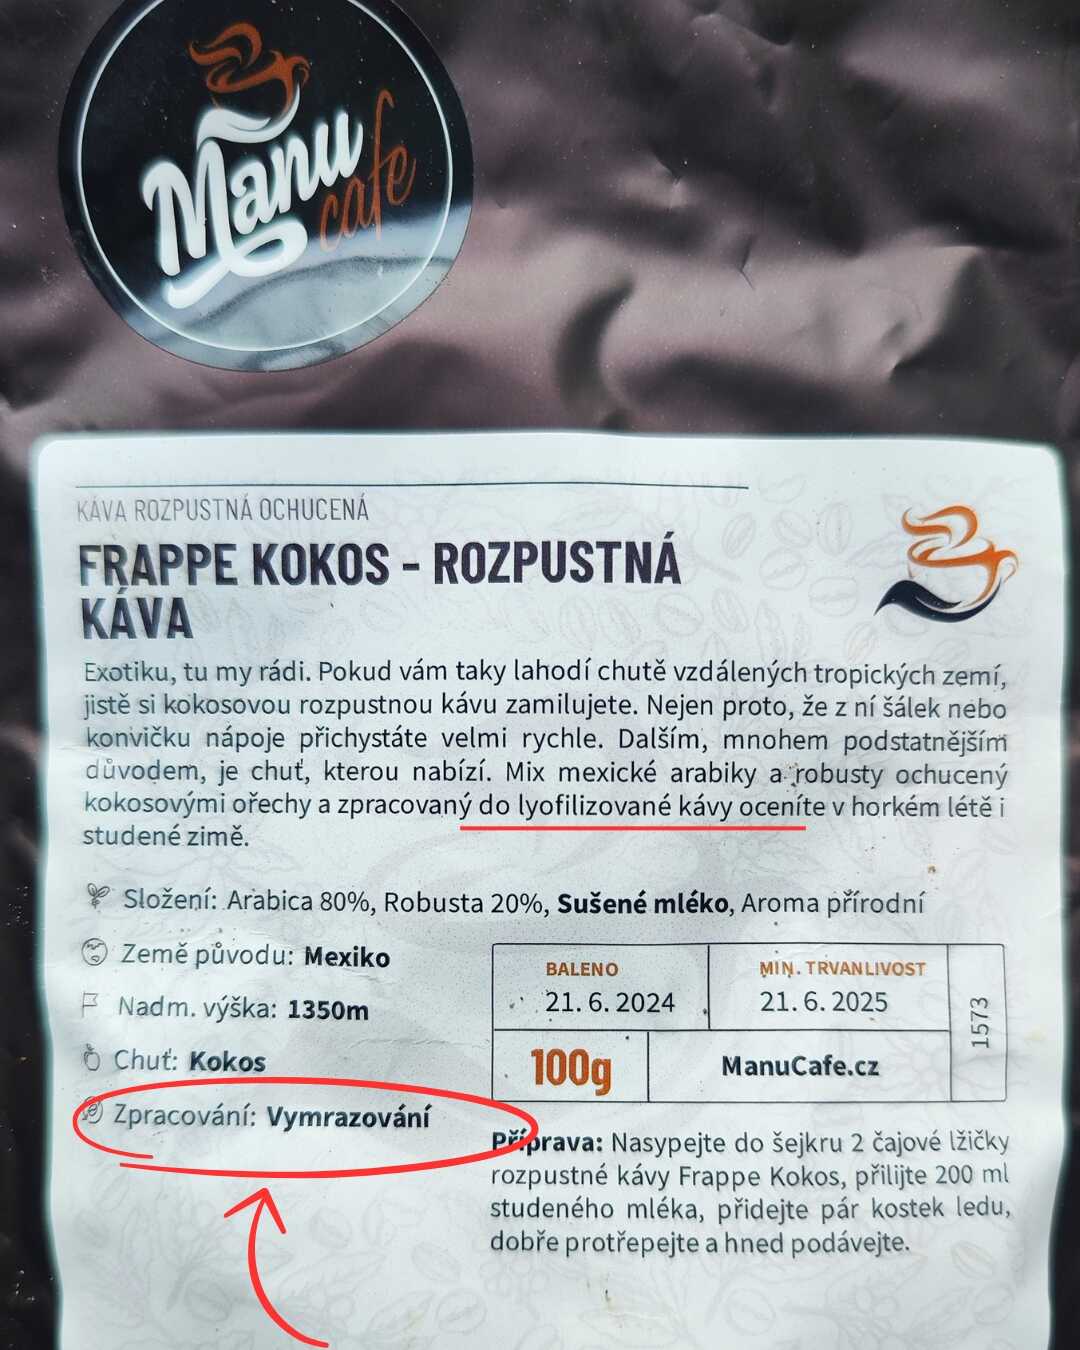 Manu
cafe
KÁVA ROZPUSTNÁ OCHUCENÁ
FRAPPE KOKOS - ROZPUSTNÁ
KÁVA
Exotiku, tu my rádi. Pokud vám taky lahodí chutě vzdálených tropických zemí,
jistě si kokosovou rozpustnou kávu zamilujete. Nejen proto, že z ní šálek nebo
konvičku nápoje přichystáte velmi rychle. Dalším, mnohem podstatnějším
důvodem, je chuť, kterou nabízí. Mix mexické arabiky a robusty ochucený
kokosovými ořechy a zpracovaný do lyofilizované kávy oceníte v horkém létě i
studené zimě.
Složení: Arabica 80%, Robusta 20%, Sušené mléko, Aroma přírodní
Země původu: Mexiko
Nadm. výška: 1350m
Chuť: Kokos
Zpracování: Vymrazování
BALENO
21. 6. 2024
MIN. TRVANLIVOST
21. 6. 2025
1573
100g
ManuCafe.cz
Příprava: Nasypejte do šejkru 2 čajové lžičky
rozpustné kávy Frappe Kokos, přilijte 200 ml
studeného mléka, přidejte pár kostek ledu,
dobře protřepejte a hned podávejte.